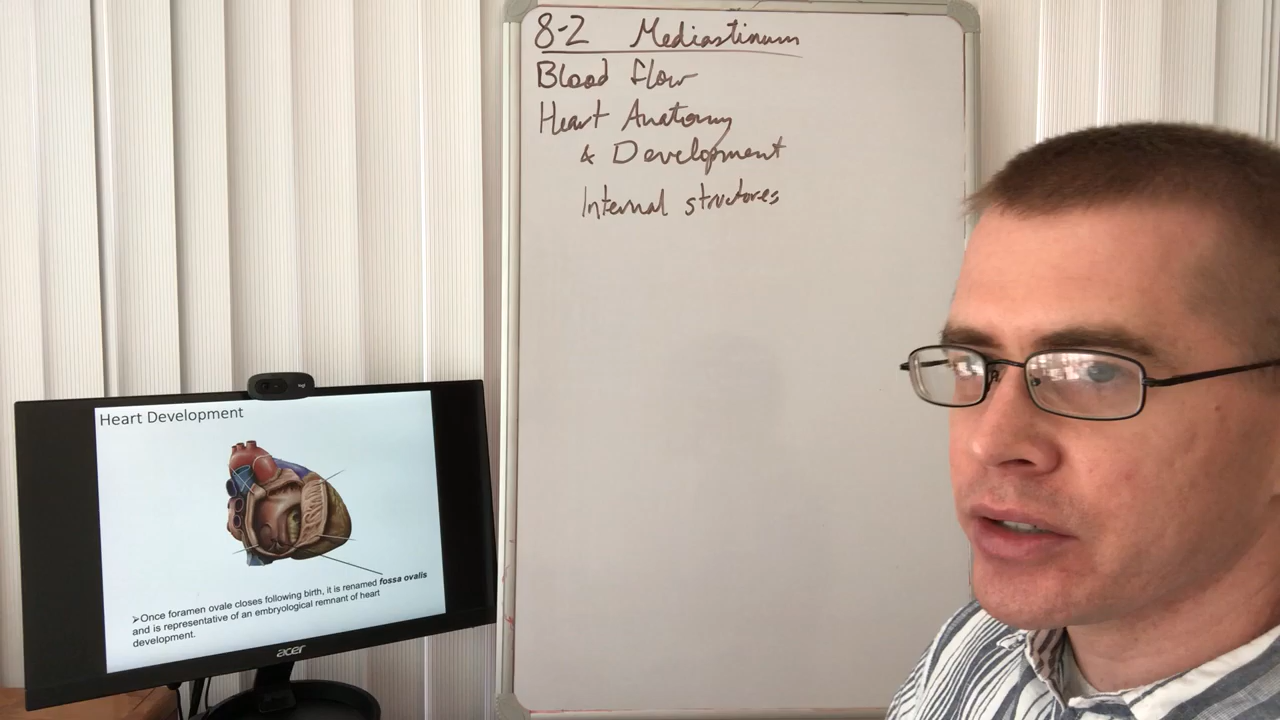 8-2 Mediastinum
Blood flow
Heart Anatomy
& Development
Internal structures
Heart Development
➢Once foramen ovale closes following birth, it is renamed fossa ovalis
and is representative of an embryological remnant of heart
development.
acer
logi